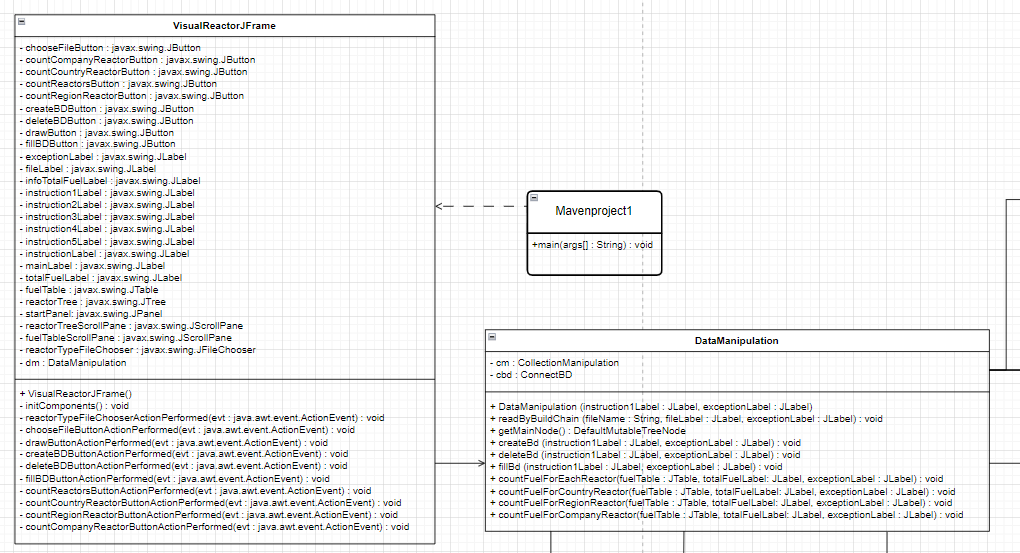 VisualReactorJFrame
- chooseFileButton : javax.swing.JButton
- countCompanyReactorButton : javax.swing.JButton
- countCountryReactorButton : javax.swing.JButton
- countReactorsButton : javax.swing.JButton
- countRegionReactorButton : javax.swing.JButton
- createBDButton : javax.swing.JButton
- deleteBDButton : javax.swing.JButton
- drawButton : javax.swing.JButton
- fillBDButton : javax.swing.JButton
- exceptionLabel : javax.swing.JLabel
- fileLabel : javax.swing.JLabel
- infoTotalFuelLabel : javax.swing.JLabel
- instruction1Label : javax.swing.JLabel
- instruction2Label : javax.swing.JLabel
- instruction3Label : javax.swing.JLabel
- instruction4Label : javax.swing.JLabel
- instruction5Label : javax.swing.JLabel
- instructionLabel : javax.swing.JLabel
- mainLabel : javax.swing.JLabel
- totalFuelLabel : javax.swing.JLabel
- fuelTable : javax.swing.JTable
- reactorTree : javax.swing.JTree
- startPanel: javax.swing.JPanel
- reactorTreeScrollPane : javax.swing.JScrollPane
- fuelTableScrollPane : javax.swing.JScrollPane
- reactorTypeFileChooser : javax.swing.JFileChooser
- dm : DataManipulation
+ VisualReactorJFrame()
- initComponents() : void
- reactorTypeFileChooserActionPerformed(evt : java.awt.event.ActionEvent) : void
- chooseFileButtonActionPerformed(evt : java.awt.event.ActionEvent) : void
- drawButtonActionPerformed(evt : java.awt.event.ActionEvent) : void
- createBDButtonActionPerformed(evt : java.awt.event.ActionEvent) : void
- deleteBDButtonActionPerformed(evt : java.awt.event.ActionEvent) : void
- fillBDButtonActionPerformed(evt : java.awt.event.ActionEvent) : void
- countReactorsButtonActionPerformed(evt : java.awt.event.ActionEvent) : void
- countCountryReactorButtonActionPerformed(evt : java.awt.event.ActionEvent) : void
- countRegionReactorButtonActionPerformed(evt : java.awt.event.ActionEvent) : void
- countCompanyReactorButtonActionPerformed(evt : java.awt.event.ActionEvent) : void
Mavenproject1
+main(args[] : String) : void
DataManipulation
- cm : CollectionManipulation
- cbd : ConnectBD
+ DataManipulation (instruction1Label : JLabel, exceptionLabel : JLabel)
+ readByBuildChain (fileName : String, fileLabel : JLabel, exceptionLabel : JLabel) : void
+ getMainNode() : DefaultMutableTreeNode
+ createBd (instruction1Label : JLabel, exceptionLabel : JLabel) : void
+ deleteBd (instruction1Label : JLabel, exceptionLabel : JLabel) : void
+ fillBd (instruction1Label : JLabel, exceptionLabel : JLabel) : void
+ countFuelForEachReactor(fuelTable : JTable, totalFuelLabel: JLabel, exceptionLabel : JLabel) : void
+ countFuelForCountryReactor(fuelTable : JTable, totalFuelLabel: JLabel, exceptionLabel : JLabel) : void
+ countFuelForRegionReactor(fuelTable : JTable, totalFuelLabel: JLabel, exceptionLabel : JLabel) : void
+ countFuelForCompanyReactor(fuelTable : JTable, totalFuelLabel: JLabel, exceptionLabel : JLabel) : void